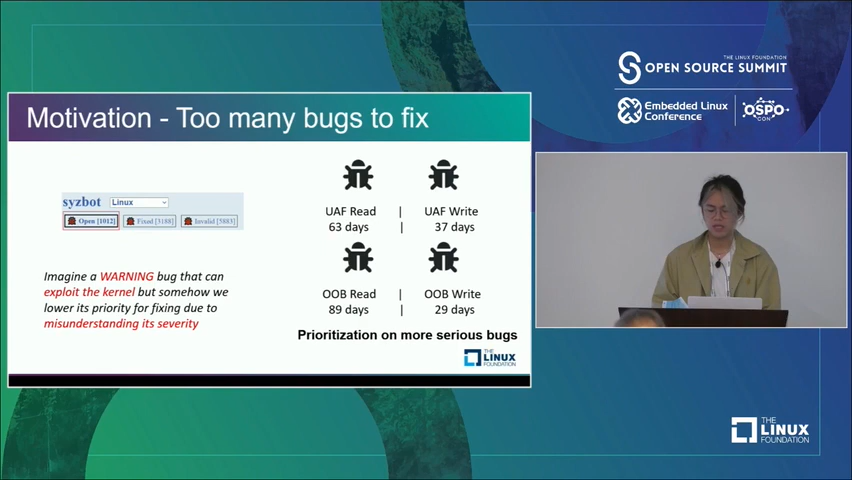 THE LINUX FOUNDATION
OPEN SOURCE SUMMIT
Embedded Linux
Conference
OSPO
CON
Motivation - Too many bugs to fix
syzbot
Linux
Open [1012]
Fixed [3188]
Invalid [5883]
Imagine a WARNING bug that can
exploit the kernel but somehow we
lower its priority for fixing due to
misunderstanding its severity
UAF Read | UAF Write
63 days | 37 days
OOB Read | OOB Write
89 days | 29 days
Prioritization on more serious bugs
THE
LINUX
FOUNDATION
THE
LINUX
FOUNDATION